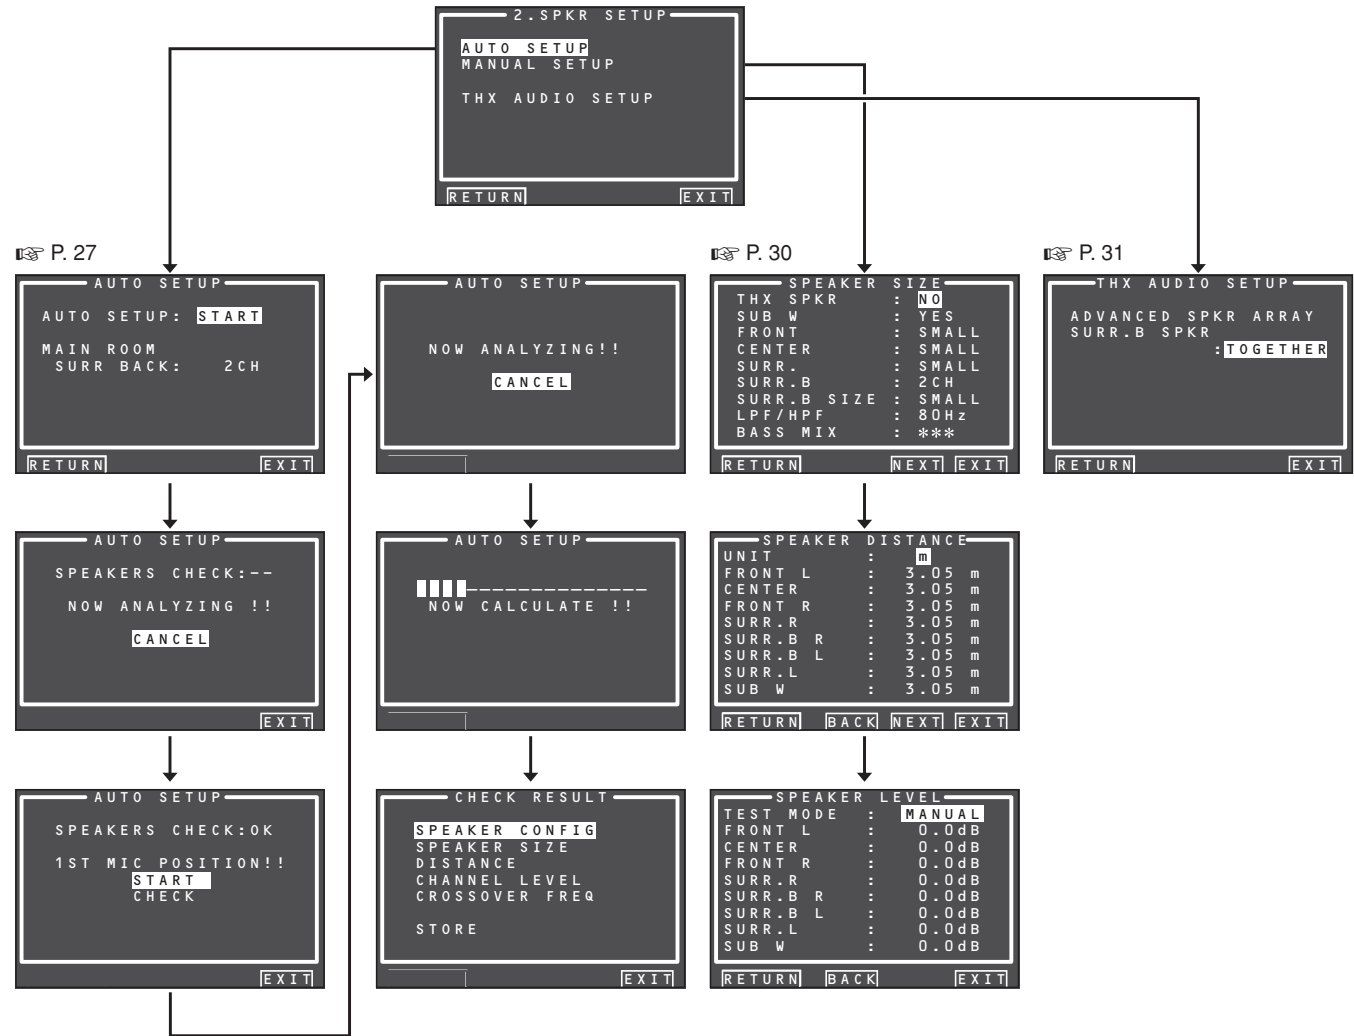 2.SPKR SETUP
AUTO SETUP
MANUAL SETUP
THX AUDIO SETUP
RETURN EXIT
☞ P. 27
AUTO SETUP
AUTO SETUP: START
MAIN ROOM
SURR BACK: 2CH
RETURN EXIT
AUTO SETUP
SPEAKERS CHECK:--
NOW ANALYZING !!
CANCEL
EXIT
AUTO SETUP
SPEAKERS CHECK:OK
1ST MIC POSITION!!
START
CHECK
EXIT
AUTO SETUP
NOW ANALYZING!!
CANCEL
AUTO SETUP
NOW CALCULATE !!
CHECK RESULT
SPEAKER CONFIG
SPEAKER SIZE
DISTANCE
CHANNEL LEVEL
CROSSOVER FREQ
STORE
EXIT
☞ P. 30
SPEAKER SIZE
THX SPKR : NO
SUB W : YES
FRONT : SMALL
CENTER : SMALL
SURR. : SMALL
SURR.B : 2CH
SURR.B SIZE : SMALL
LPF/HPF : 80Hz
BASS MIX : ***
RETURN NEXT EXIT
SPEAKER DISTANCE
UNIT : m
FRONT L : 3.05 m
CENTER : 3.05 m
FRONT R : 3.05 m
SURR.R : 3.05 m
SURR.B R : 3.05 m
SURR.B L : 3.05 m
SURR.L : 3.05 m
SUB W : 3.05 m
RETURN BACK NEXT EXIT
SPEAKER LEVEL
TEST MODE : MANUAL
FRONT L : 0.0dB
CENTER : 0.0dB
FRONT R : 0.0dB
SURR.R : 0.0dB
SURR.B R : 0.0dB
SURR.B L : 0.0dB
SURR.L : 0.0dB
SUB W : 0.0dB
RETURN BACK EXIT
☞ P. 31
THX AUDIO SETUP
ADVANCED SPKR ARRAY
SURR.B SPKR
:TOGETHER
RETURN EXIT